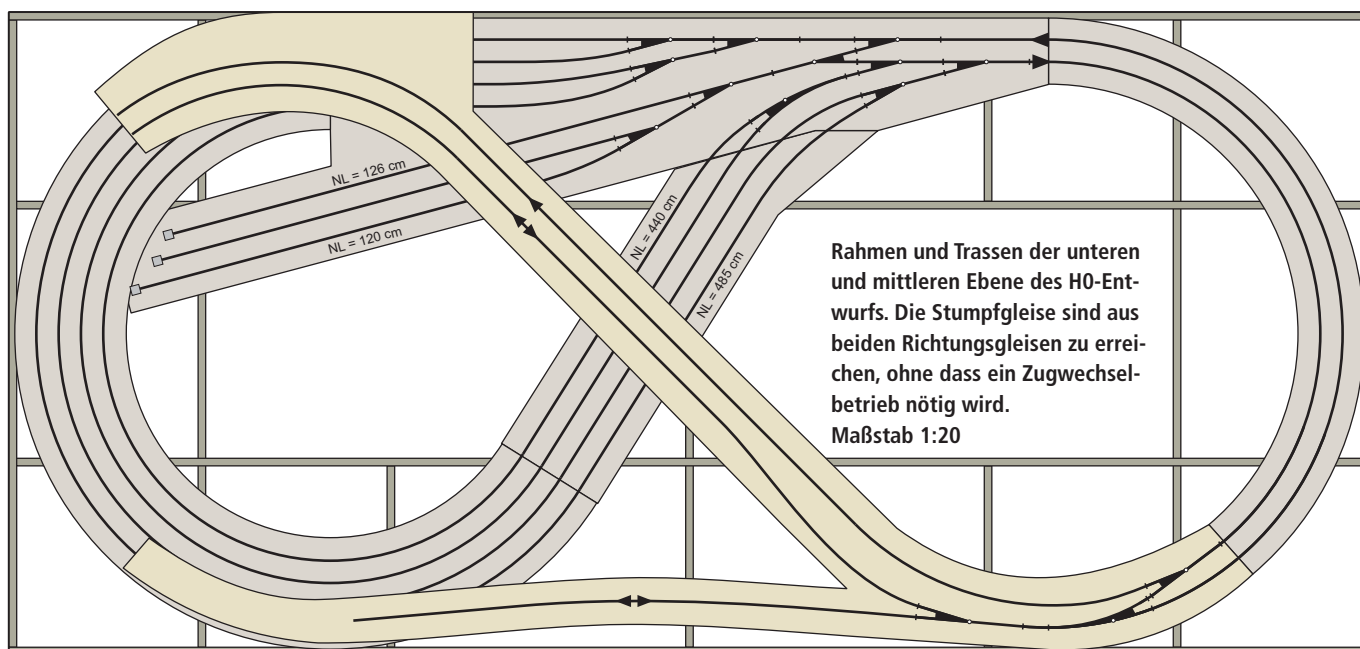 NL = 126 cm
NL = 120 cm
NL = 440 cm
NL = 485 cm
Rahmen und Trassen der unteren
und mittleren Ebene des H0-Ent-
wurfs. Die Stumpfgleise sind aus
beiden Richtungsgleisen zu errei-
chen, ohne dass ein Zugwechsel-
betrieb nötig wird.
Maßstab 1:20